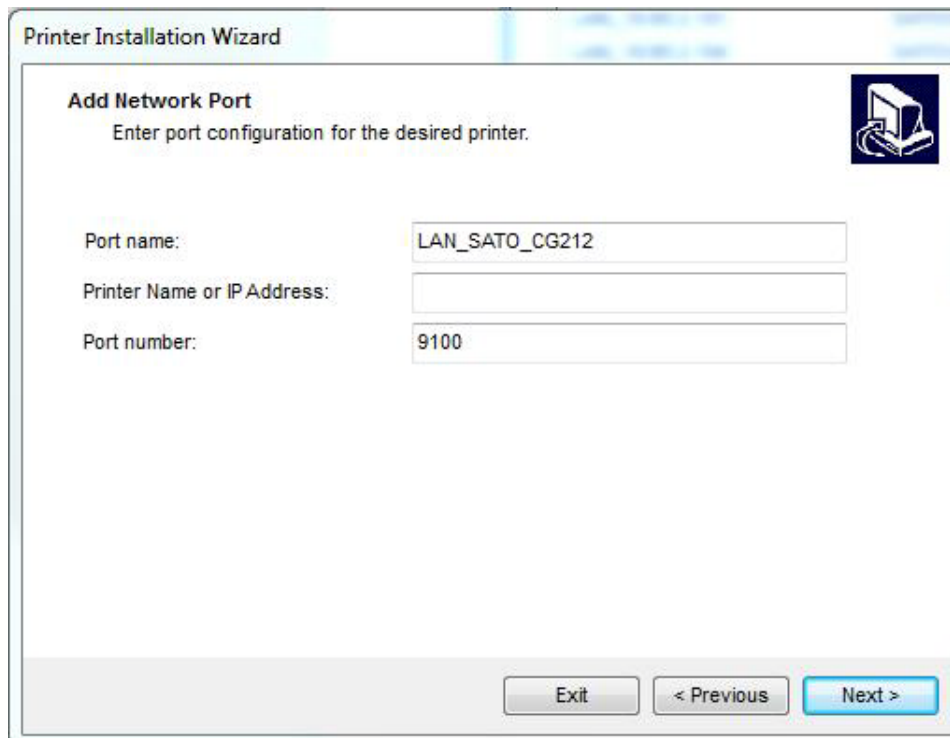 Printer Installation Wizard
Add Network Port
Enter port configuration for the desired printer.
Port name: LAN_SATO_CG212
Printer Name or IP Address:
Port number: 9100
Exit < Previous Next >